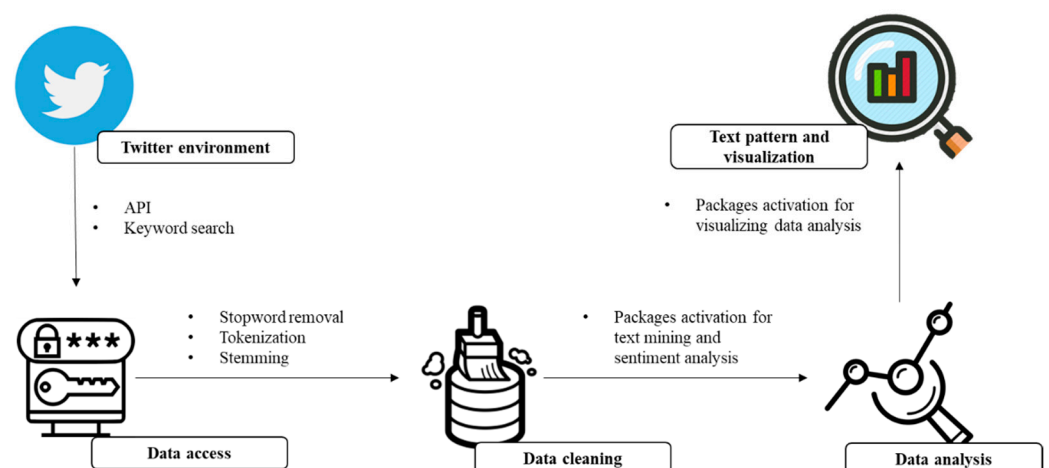 Twitter environment
• API
• Keyword search
Text pattern and
visualization
• Packages activation for
visualizing data analysis
***
• Stopword removal
• Tokenization
• Stemming
• Packages activation for
text mining and
sentiment analysis
Data access
Data cleaning
Data analysis